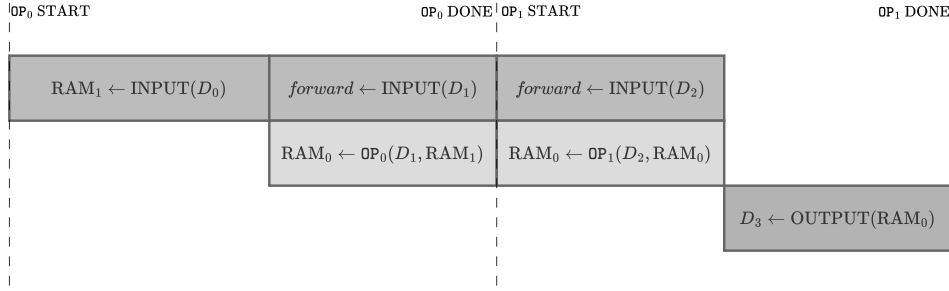 OP₀ START OP₀ DONE OP₁ START OP₁ DONE
RAM₁ ← INPUT(D₀) forward ← INPUT(D₁) forward ← INPUT(D₂)
RAM₀ ← OP₀(D₁, RAM₁) RAM₀ ← OP₁(D₂, RAM₀)
D₃ ← OUTPUT(RAM₀)